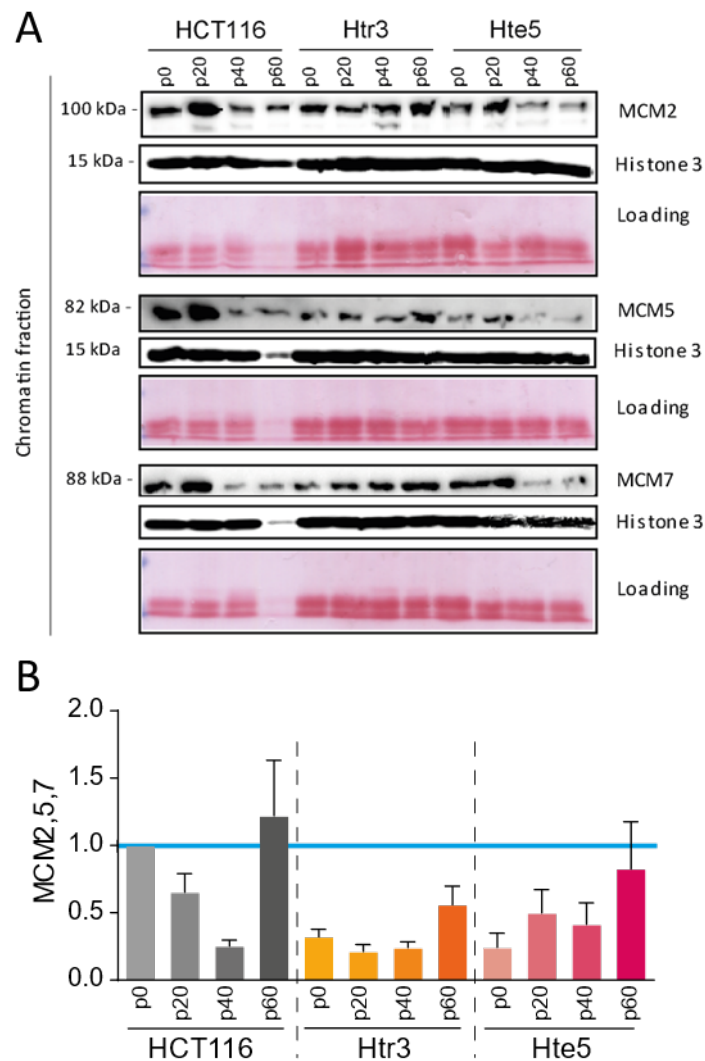 A
HCT116 Htr3 Hte5
p0 p20 p40 p60 p0 p20 p40 p60 p0 p20 p40 p60
100 kDa - MCM2
15 kDa - Histone 3
Loading
82 kDa - MCM5
15 kDa Histone 3
Loading
88 kDa - MCM7
Histone 3
Loading
Chromatin fraction
B
MCM2,5,7
2.0
1.5
1.0
0.5
0.0
p0 p20 p40 p60 p0 p20 p40 p60 p0 p20 p40 p60
HCT116 Htr3 Hte5